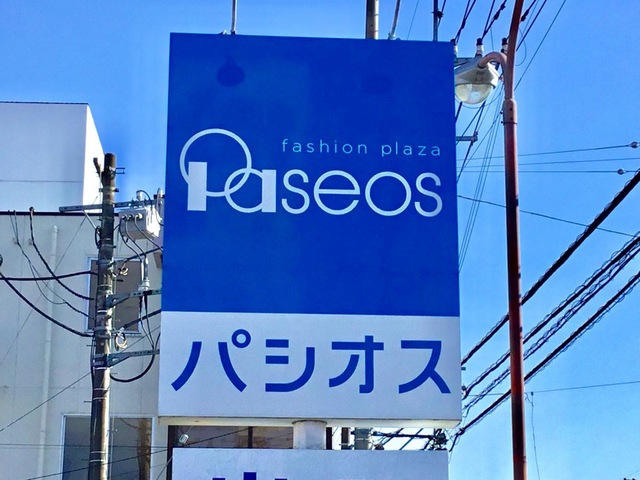 fashion plaza
Paseos
パシオス